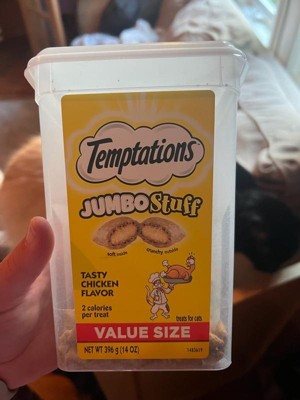 Temptations
JUMBO Stuff
soft inside
crunchy outside
TASTY
CHICKEN
FLAVOR
2 calories
per treat
treats for cats
VALUE SIZE
NET WT 396 g (14 OZ)